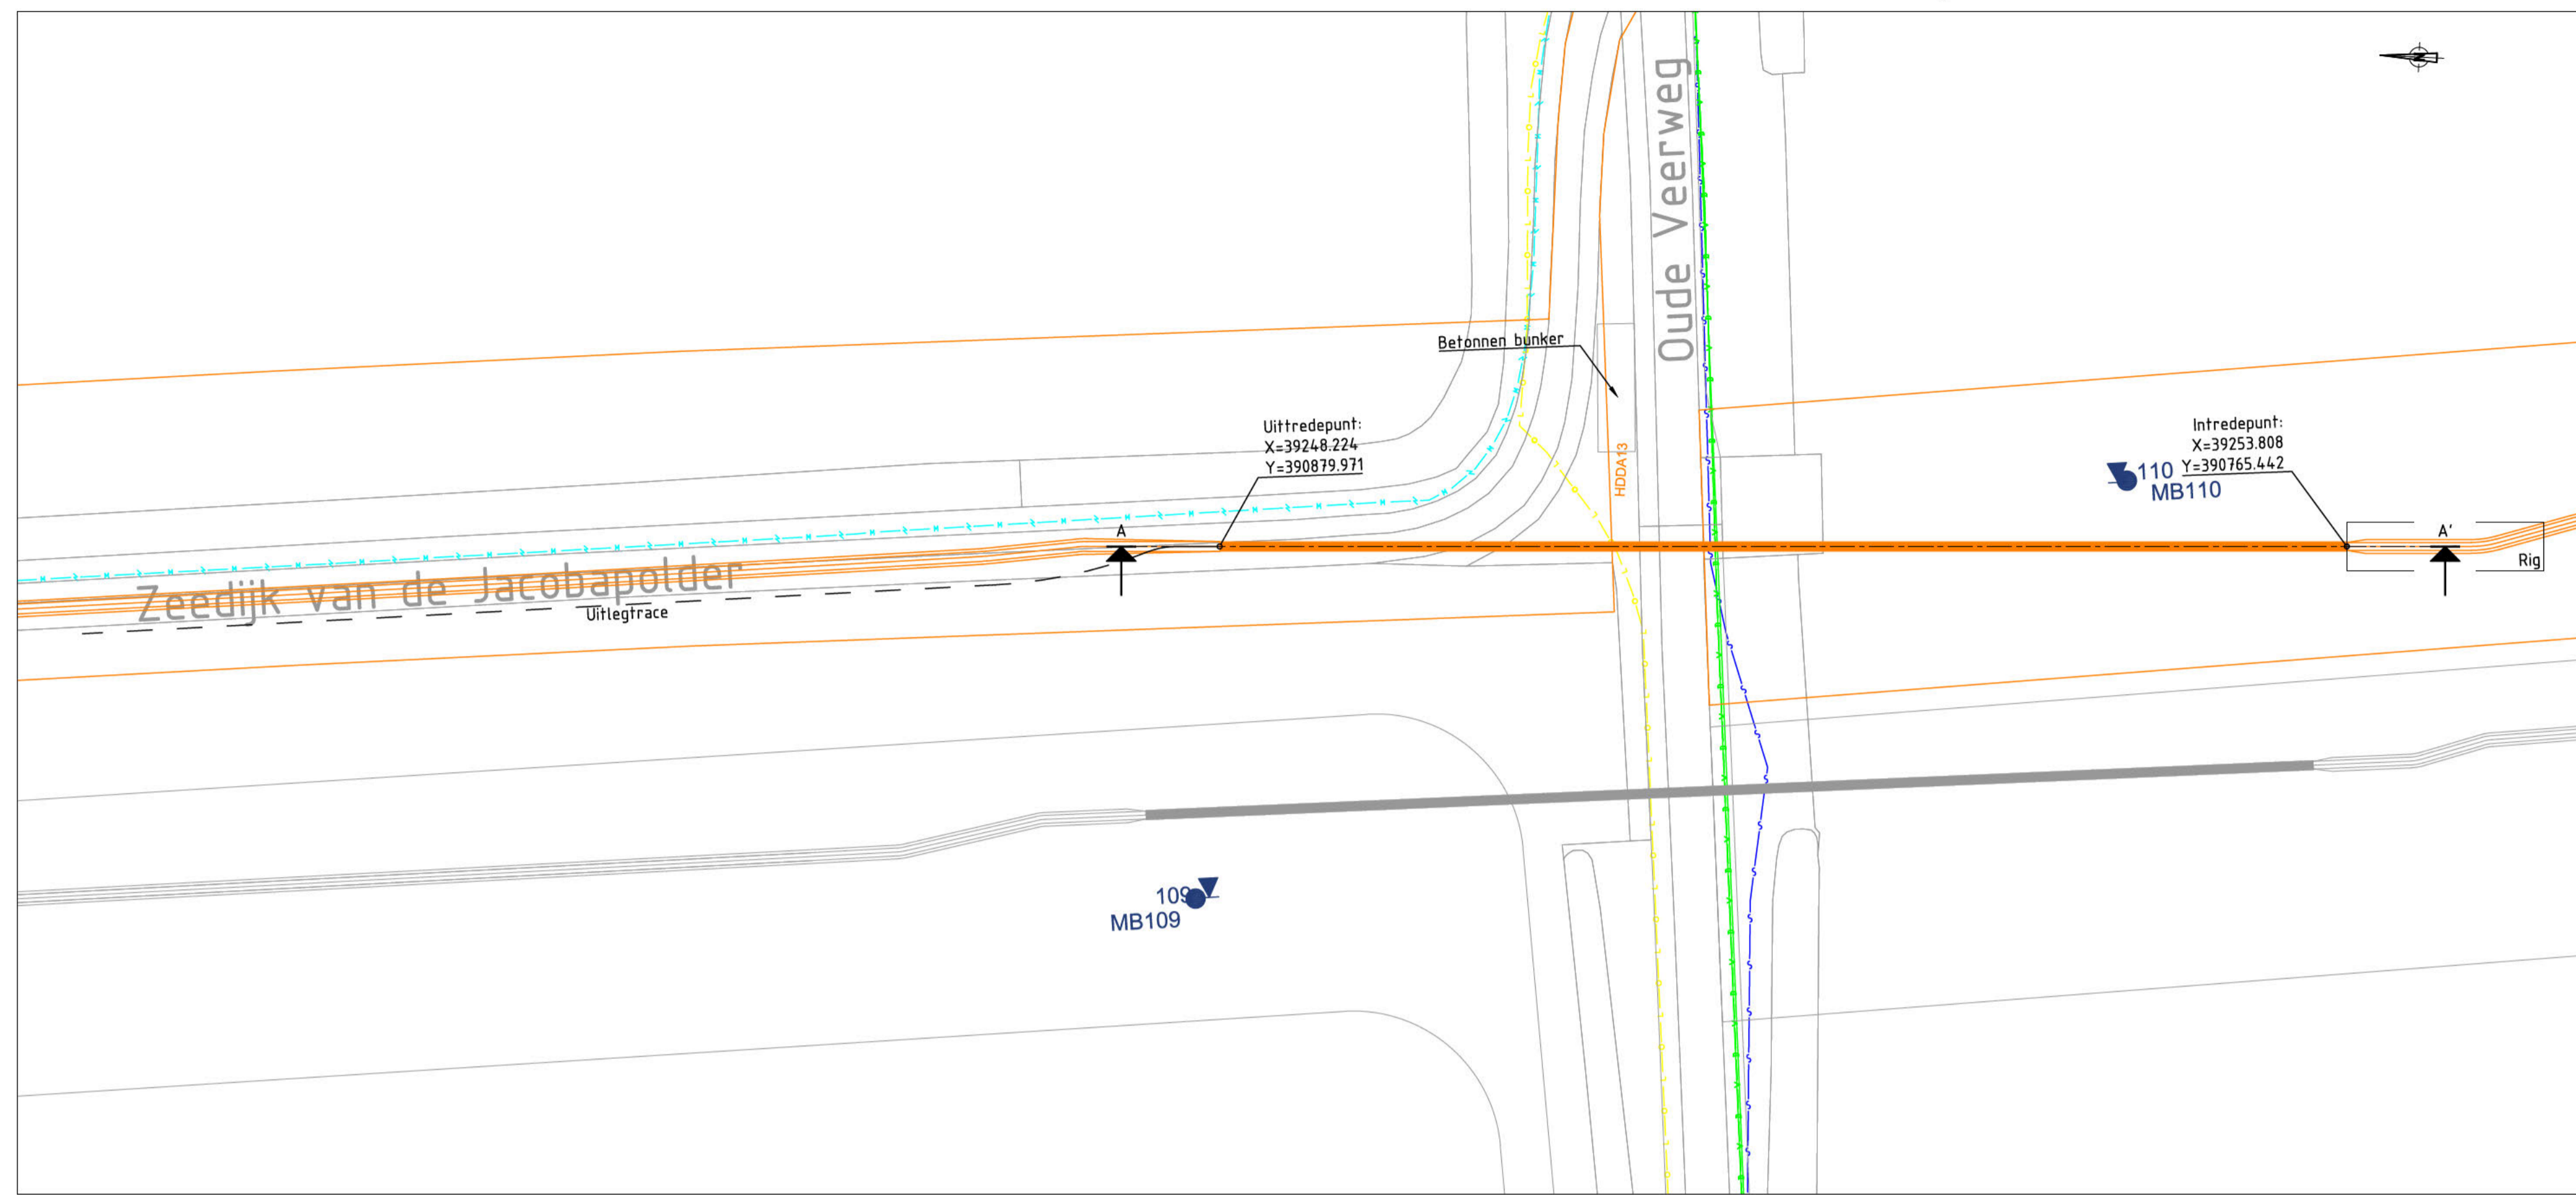 N
Oude Veerweg
Betonnen bunker
Uittredepunt:
X=39248.224
Y=390879.971
HDDA13
Intredepunt:
X=39253.808
Y=390765.442
110
MB110
A
A'
Rig
Zeedijk van de Jacobapolder
Uitlegtrace
109
MB109